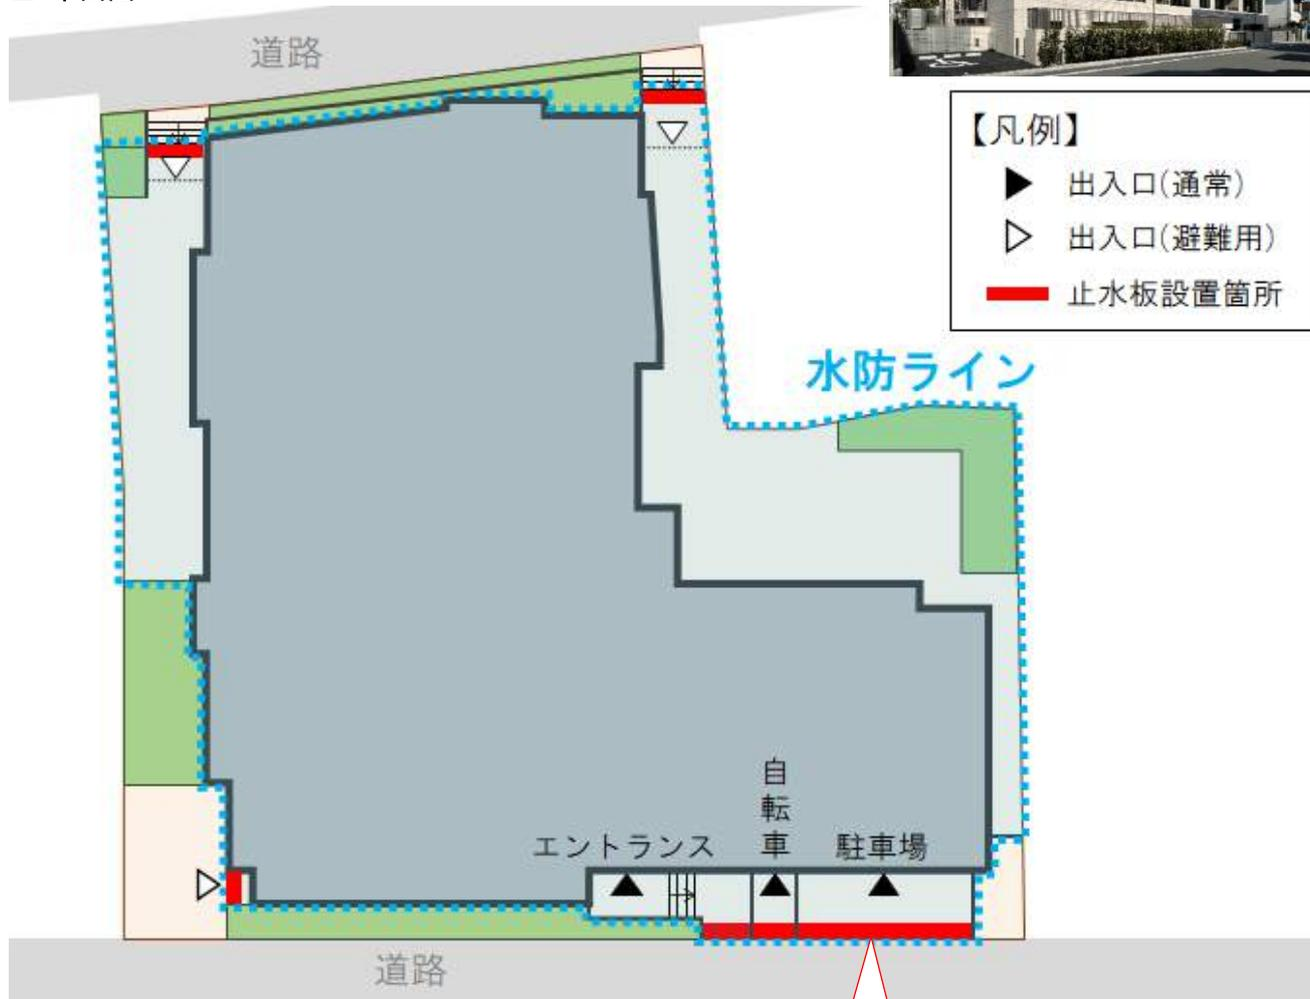 道路
【凡例】
出入口(通常)
出入口(避難用)
止水板設置箇所
水防ライン
自転車
エントランス
駐車場
道路